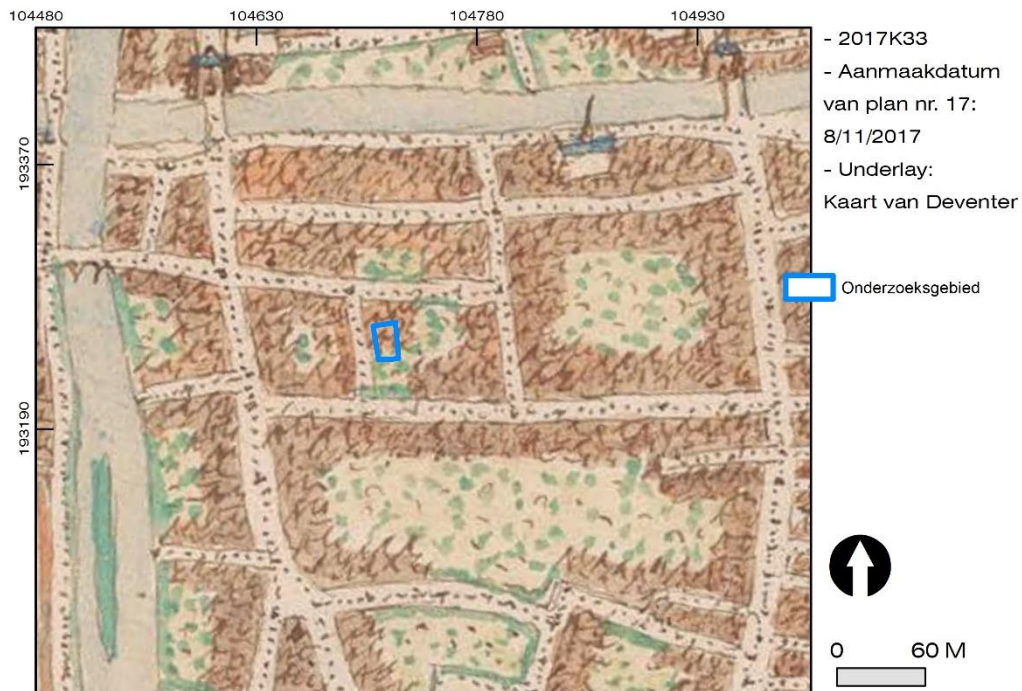 104480 104630 104780 104930
193370
193190
- 2017K33
- Aanmaakdatum
van plan nr. 17:
8/11/2017
- Underlay:
Kaart van Deventer
Onderzoeksgebied
0 60 M